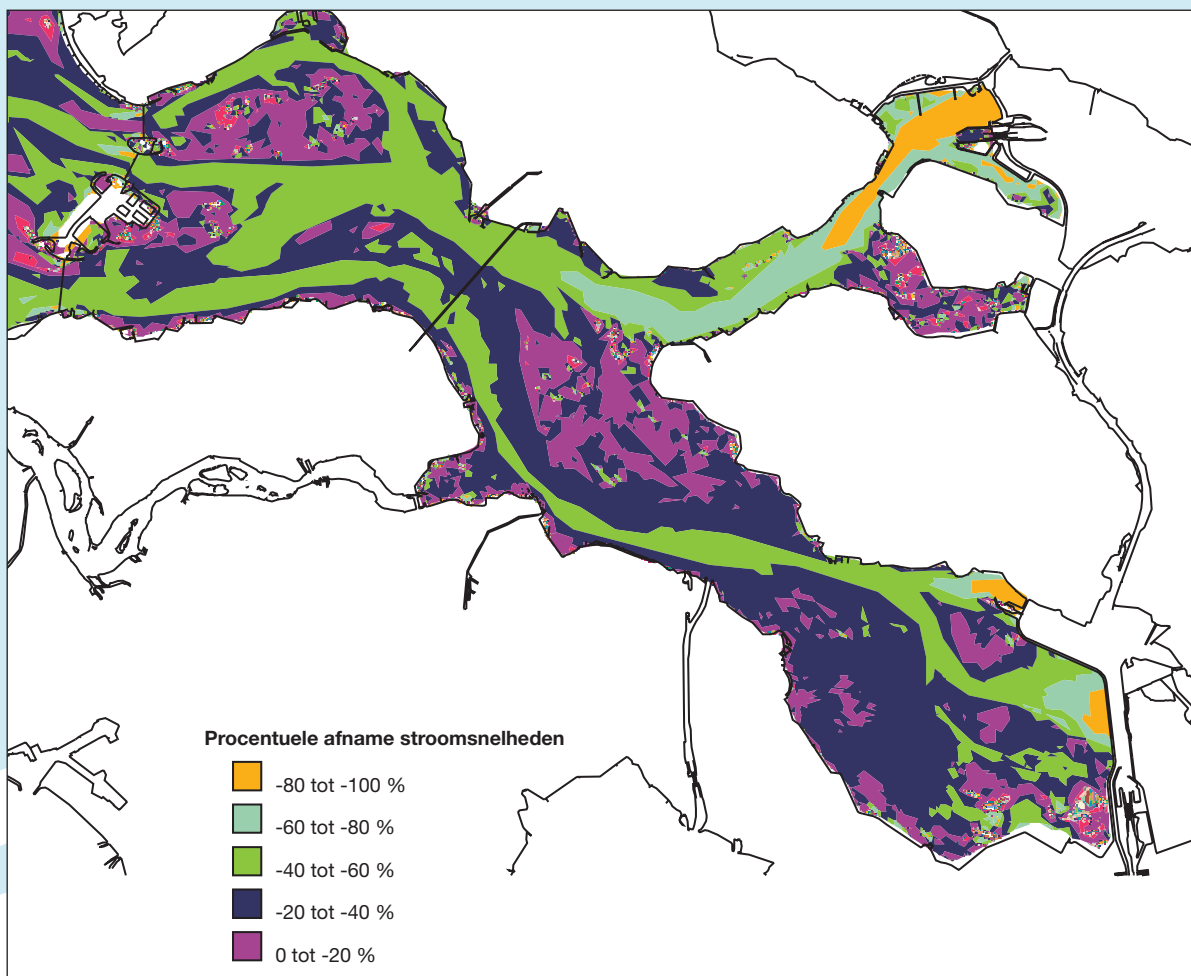 Procentuele afname stroomsnelheden
-80 tot -100 %
-60 tot -80 %
-40 tot -60 %
-20 tot -40 %
0 tot -20 %